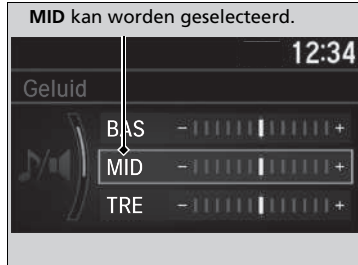 MID kan worden geselecteerd.
12:34
Geluid
BAS - +
MID - +
TRE - +